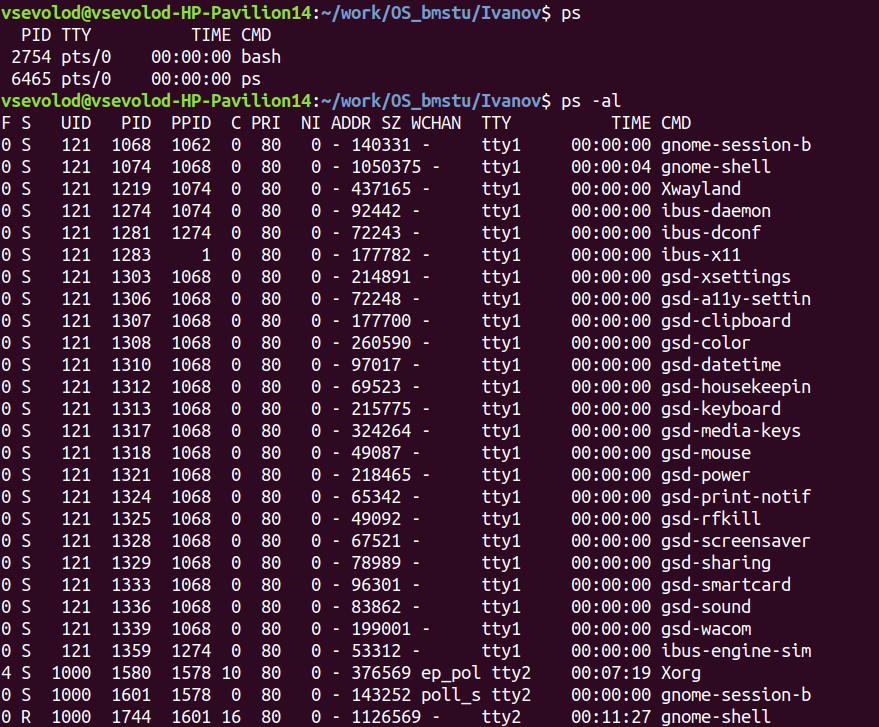 vsevolod@vsevolod-HP-Pavilion14:~/work/OS_bmstu/Ivanov$ ps
  PID TTY          TIME CMD
 2754 pts/0    00:00:00 bash
 6465 pts/0    00:00:00 ps
vsevolod@vsevolod-HP-Pavilion14:~/work/OS_bmstu/Ivanov$ ps -al
F S   UID   PID  PPID  C PRI  NI ADDR SZ WCHAN  TTY          TIME CMD
0 S   121  1068  1062  0  80   0 - 140331 -     tty1     00:00:00 gnome-session-b
0 S   121  1074  1068  0  80   0 - 1050375 -    tty1     00:00:04 gnome-shell
0 S   121  1219  1074  0  80   0 - 437165 -     tty1     00:00:00 Xwayland
0 S   121  1274  1074  0  80   0 - 92442 -      tty1     00:00:00 ibus-daemon
0 S   121  1281  1274  0  80   0 - 72243 -      tty1     00:00:00 ibus-dconf
0 S   121  1283     1  0  80   0 - 177782 -     tty1     00:00:00 ibus-x11
0 S   121  1303  1068  0  80   0 - 214891 -     tty1     00:00:00 gsd-xsettings
0 S   121  1306  1068  0  80   0 - 72248 -      tty1     00:00:00 gsd-a11y-settin
0 S   121  1307  1068  0  80   0 - 177700 -     tty1     00:00:00 gsd-clipboard
0 S   121  1308  1068  0  80   0 - 260590 -     tty1     00:00:00 gsd-color
0 S   121  1310  1068  0  80   0 - 97017 -      tty1     00:00:00 gsd-datetime
0 S   121  1312  1068  0  80   0 - 69523 -      tty1     00:00:00 gsd-housekeepin
0 S   121  1313  1068  0  80   0 - 215775 -     tty1     00:00:00 gsd-keyboard
0 S   121  1317  1068  0  80   0 - 324264 -     tty1     00:00:00 gsd-media-keys
0 S   121  1318  1068  0  80   0 - 49087 -      tty1     00:00:00 gsd-mouse
0 S   121  1321  1068  0  80   0 - 218465 -     tty1     00:00:00 gsd-power
0 S   121  1324  1068  0  80   0 - 65342 -      tty1     00:00:00 gsd-print-notif
0 S   121  1325  1068  0  80   0 - 49092 -      tty1     00:00:00 gsd-rfkill
0 S   121  1328  1068  0  80   0 - 67521 -      tty1     00:00:00 gsd-screensaver
0 S   121  1329  1068  0  80   0 - 78989 -      tty1     00:00:00 gsd-sharing
0 S   121  1333  1068  0  80   0 - 96301 -      tty1     00:00:00 gsd-smartcard
0 S   121  1336  1068  0  80   0 - 83862 -      tty1     00:00:00 gsd-sound
0 S   121  1339  1068  0  80   0 - 199001 -     tty1     00:00:00 gsd-wacom
0 S   121  1359  1274  0  80   0 - 53312 -      tty1     00:00:00 ibus-engine-sim
4 S  1000  1580  1578 10  80   0 - 376569 ep_pol tty2    00:07:19 Xorg
0 S  1000  1601  1578  0  80   0 - 143252 poll_s tty2    00:00:00 gnome-session-b
0 R  1000  1744  1601 16  80   0 - 1126569 -    tty2     00:11:27 gnome-shell